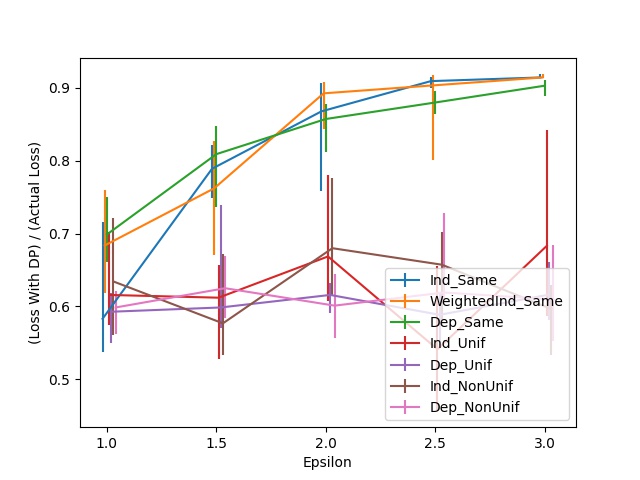 (Loss With DP) / (Actual Loss)
0.9
0.8
0.7
0.6
0.5
1.0
1.5
2.0
2.5
3.0
Epsilon
Ind_Same
WeightedInd_Same
Dep_Same
Ind_Unif
Dep_Unif
Ind_NonUnif
Dep_NonUnif